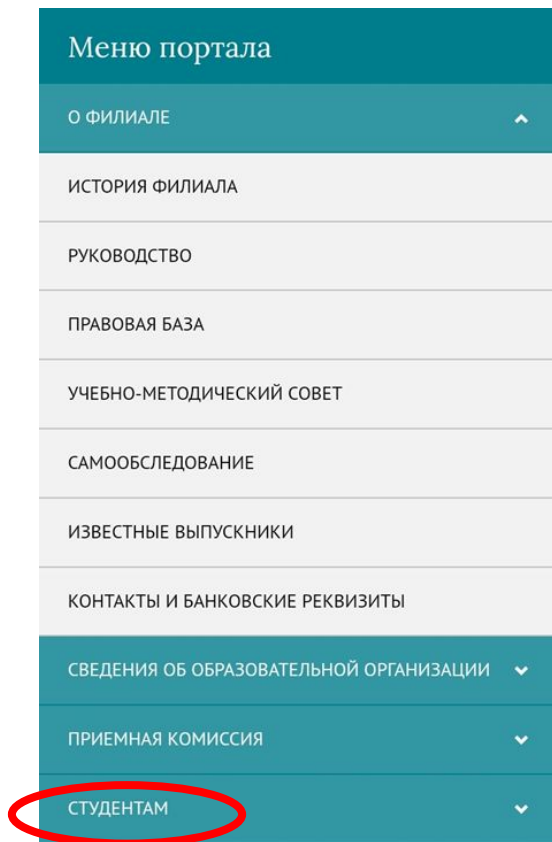 Меню портала
О ФИЛИАЛЕ
ИСТОРИЯ ФИЛИАЛА
РУКОВОДСТВО
ПРАВОВАЯ БАЗА
УЧЕБНО-МЕТОДИЧЕСКИЙ СОВЕТ
САМООБСЛЕДОВАНИЕ
ИЗВЕСТНЫЕ ВЫПУСКНИКИ
КОНТАКТЫ И БАНКОВСКИЕ РЕКВИЗИТЫ
СВЕДЕНИЯ ОБ ОБРАЗОВАТЕЛЬНОЙ ОРГАНИЗАЦИИ
ПРИЕМНАЯ КОМИССИЯ
СТУДЕНТАМ